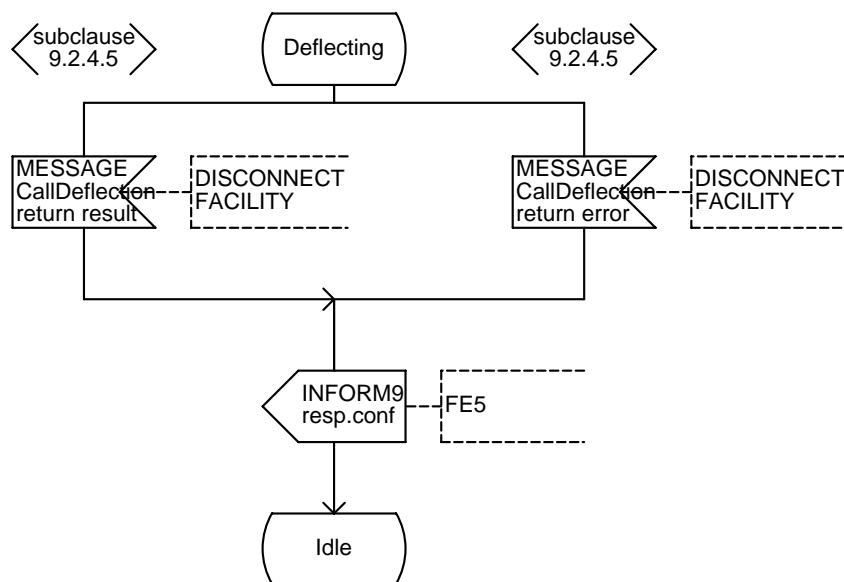 subclause
9.2.4.5
Deflecting
subclause
9.2.4.5
MESSAGE
CallDeflection
return result
DISCONNECT
FACILITY
MESSAGE
CallDeflection
return error
DISCONNECT
FACILITY
INFORM9
resp.conf
FE5
Idle